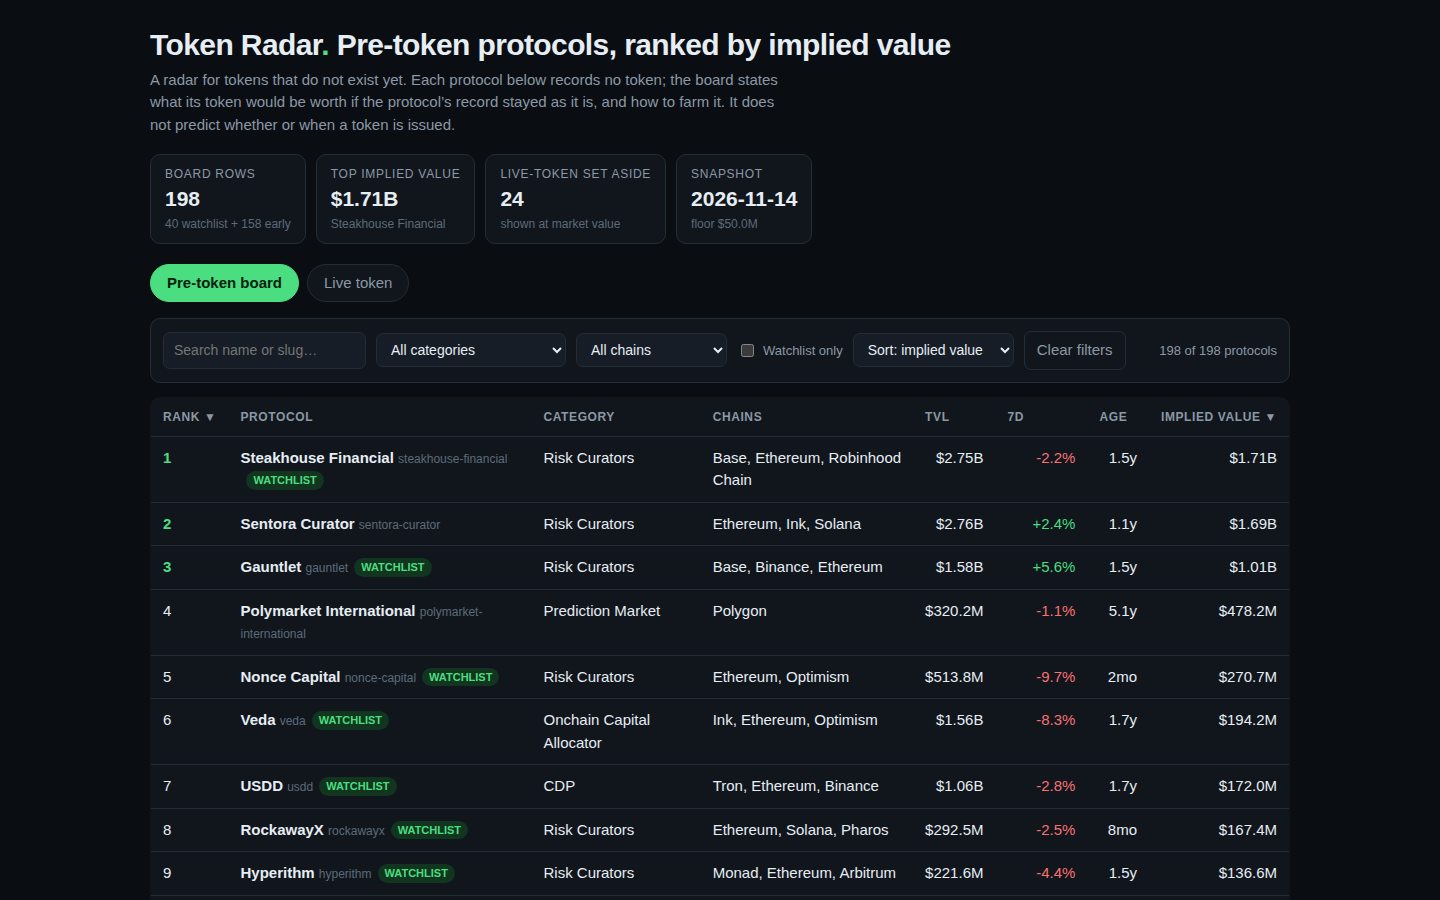 Token Radar. Pre-token protocols, ranked by implied value
A radar for tokens that do not exist yet. Each protocol below records no token; the board states
what its token would be worth if the protocol's record stayed as it is, and how to farm it. It does
not predict whether or when a token is issued.
BOARD ROWS
198
40 watchlist + 158 early
TOP IMPLIED VALUE
$1.71B
Steakhouse Financial
LIVE-TOKEN SET ASIDE
24
shown at market value
SNAPSHOT
2026-11-14
floor $50.0M
Pre-token board
Live token
Search name or slug…
All categories
All chains
Watchlist only
Sort: implied value
Clear filters
198 of 198 protocols
RANK ▼ PROTOCOL CATEGORY CHAINS TVL 7D AGE IMPLIED VALUE ▼
1 Steakhouse Financial steakhouse-financial Risk Curators Base, Ethereum, Robinhood $2.75B -2.2% 1.5y $1.71B
WATCHLIST Chain
2 Sentora Curator sentora-curator Risk Curators Ethereum, Ink, Solana $2.76B +2.4% 1.1y $1.69B
3 Gauntlet gauntlet WATCHLIST Risk Curators Base, Binance, Ethereum $1.58B +5.6% 1.5y $1.01B
4 Polymarket International polymarket- Prediction Market Polygon $320.2M -1.1% 5.1y $478.2M
international
5 Nonce Capital nonce-capital WATCHLIST Risk Curators Ethereum, Optimism $513.8M -9.7% 2mo $270.7M
6 Veda veda WATCHLIST Onchain Capital Ink, Ethereum, Optimism $1.56B -8.3% 1.7y $194.2M
Allocator
7 USDD usdd WATCHLIST CDP Tron, Ethereum, Binance $1.06B -2.8% 1.7y $172.0M
8 RockawayX rockawayx WATCHLIST Risk Curators Ethereum, Solana, Pharos $292.5M -2.5% 8mo $167.4M
9 Hyperithm hyperithm WATCHLIST Risk Curators Monad, Ethereum, Arbitrum $221.6M -4.4% 1.5y $136.6M